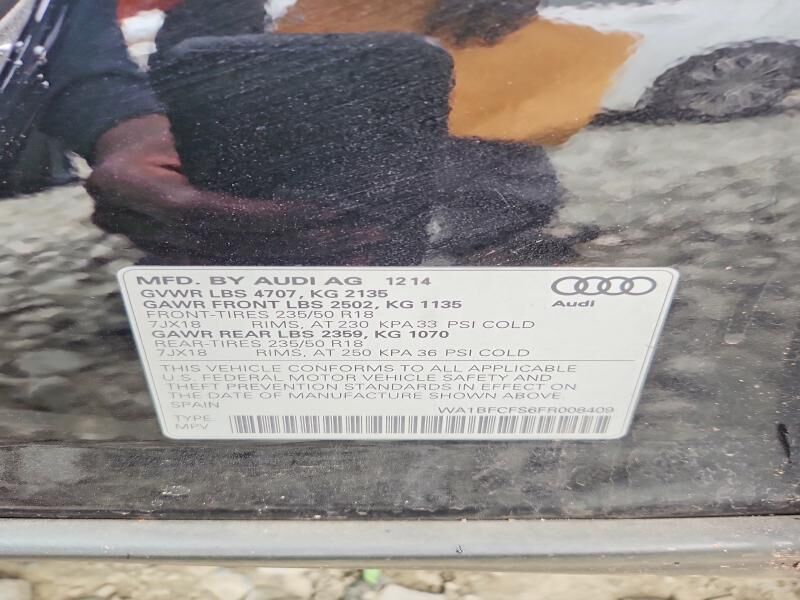 MFD. BY AUDI AG 12 14
GVWR LBS 4707, KG 2135
GAWR FRONT LBS 2502, KG 1135
FRONT-TIRES 235/50 R18
7JX18 RIMS, AT 230 KPA 33 PSI COLD
GAWR REAR LBS 2359, KG 1070
REAR-TIRES 235/50 R18
7JX18 RIMS, AT 250 KPA 36 PSI COLD
Audi
THIS VEHICLE CONFORMS TO ALL APPLICABLE
U.S. FEDERAL MOTOR VEHICLE SAFETY AND
THEFT PREVENTION STANDARDS IN EFFECT ON
THE DATE OF MANUFACTURE SHOWN ABOVE.
SPAIN WA1BFCFS6FR008409
TYPE
MPV